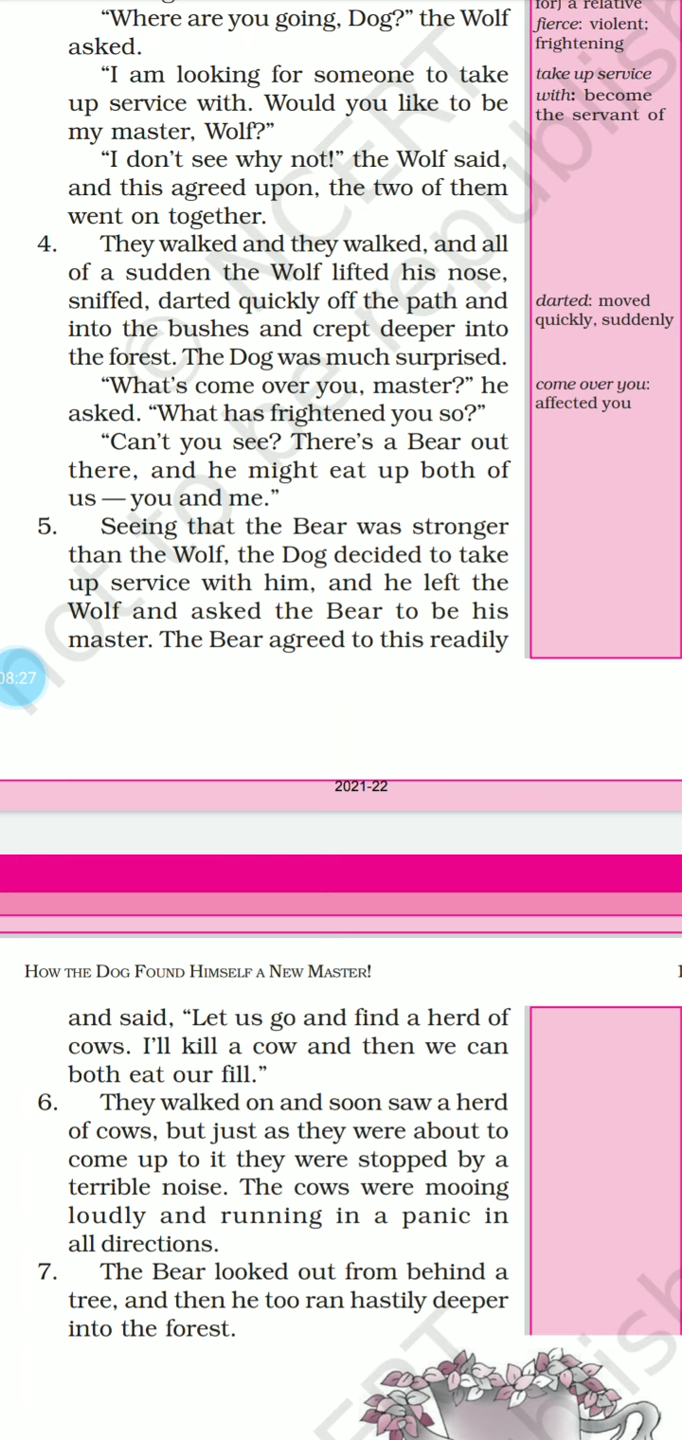 "Where are you going, Dog?" the Wolf
asked.
"I am looking for someone to take
up service with. Would you like to be
my master, Wolf?"
"I don't see why not!" the Wolf said,
and this agreed upon, the two of them
went on together.
4. They walked and they walked, and all
of a sudden the Wolf lifted his nose,
sniffed, darted quickly off the path and
into the bushes and crept deeper into
the forest. The Dog was much surprised.
"What's come over you, master?" he
asked. "What has frightened you so?"
"Can't you see? There's a Bear out
there, and he might eat up both of
us — you and me."
5. Seeing that the Bear was stronger
than the Wolf, the Dog decided to take
up service with him, and he left the
Wolf and asked the Bear to be his
master. The Bear agreed to this readily
for) a relative
fierce: violent;
frightening
take up service
with: become
the servant of
darted: moved
quickly, suddenly
come over you:
affected you
08:27
2021-22
HOW THE DOG FOUND HIMSELF A NEW MASTER!
and said, "Let us go and find a herd of
cows. I'll kill a cow and then we can
both eat our fill."
6. They walked on and soon saw a herd
of cows, but just as they were about to
come up to it they were stopped by a
terrible noise. The cows were mooing
loudly and running in a panic in
all directions.
7. The Bear looked out from behind a
tree, and then he too ran hastily deeper
into the forest.
© NCERT
not to be republish